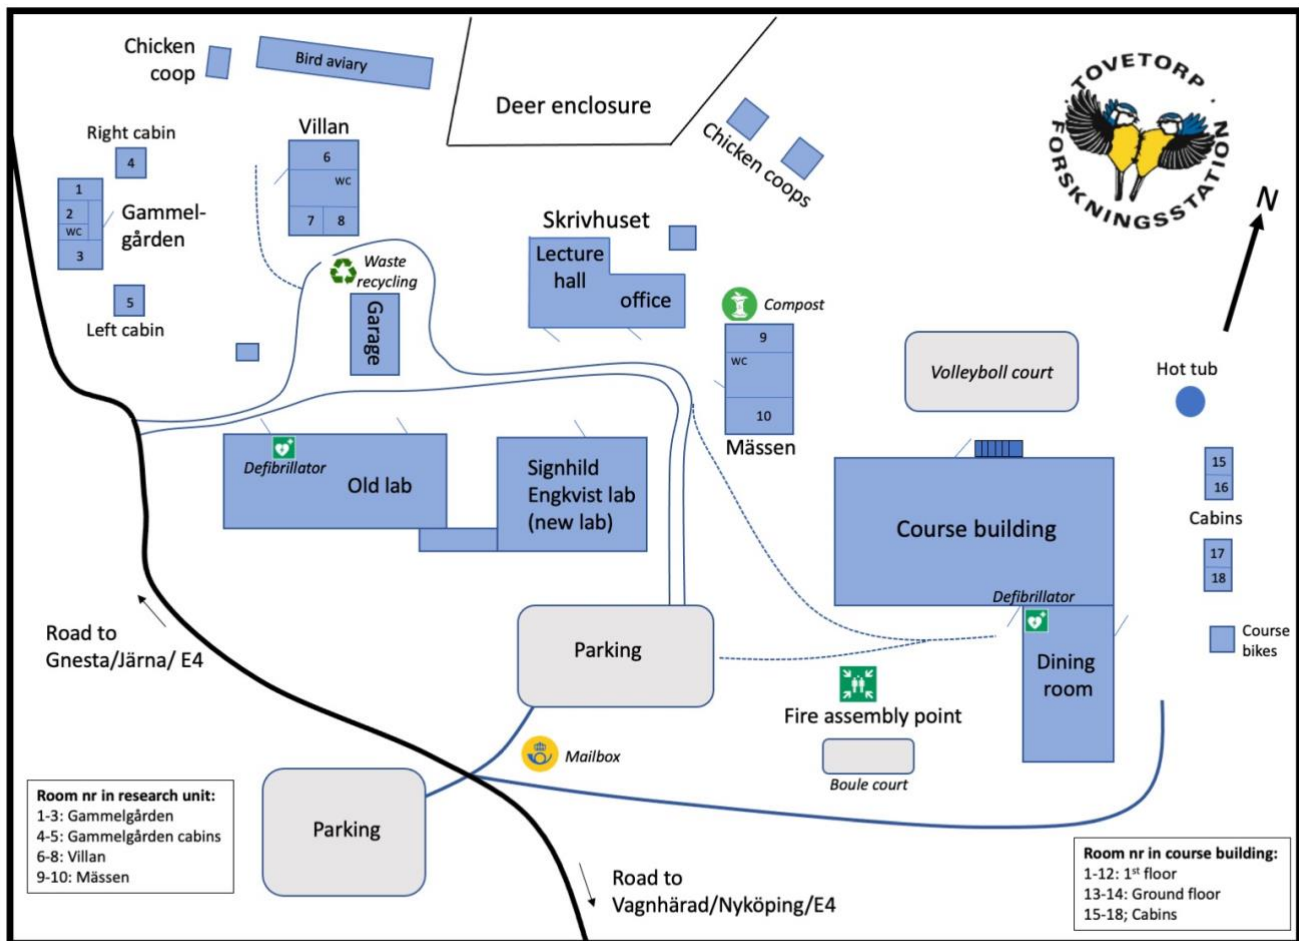 Chicken
coop
Bird aviary
Deer enclosure
Chicken coops
TOVETORP
FORSKNINGSSTATION
N
Right cabin
4
1
2
WC
3
Gammel-
gården
5
Left cabin
Villan
6
WC
7 8
Waste
recycling
Garage
Skrivhuset
Lecture
hall
office
Compost
9
WC
10
Mässen
Volleyboll court
Hot tub
15
16
Cabins
17
18
Course
bikes
Defibrillator
Old lab
Signhild
Engkvist lab
(new lab)
Course building
Defibrillator
Dining
room
Road to
Gnesta/Järna/ E4
Parking
Fire assembly point
Boule court
Mailbox
Parking
Road to
Vagnhärad/Nyköping/E4
Room nr in research unit:
1-3: Gammelgården
4-5: Gammelgården cabins
6-8: Villan
9-10: Mässen
Room nr in course building:
1-12: 1st floor
13-14: Ground floor
15-18; Cabins